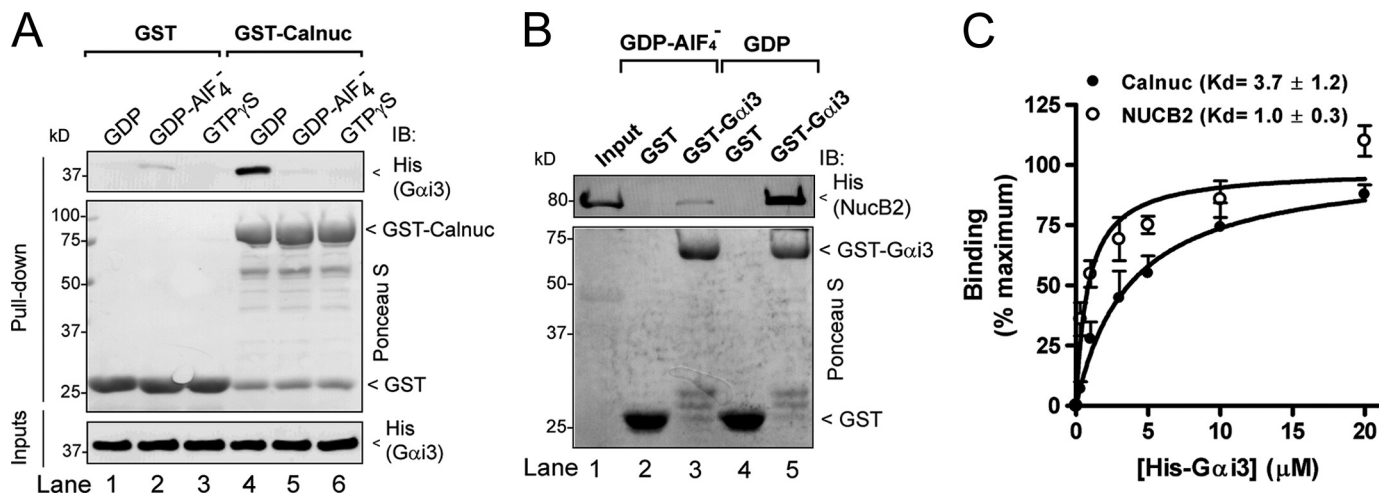 A
GST GST-Calnuc
GDP GDP-AlF4- GTPγS GDP GDP-AlF4- GTPγS
kD IB:
37 < His (Gαi3)
Pull-down
100
75
50
37
25
< GST-Calnuc
Ponceau S
< GST
Inputs
37 < His (Gαi3)
Lane 1 2 3 4 5 6
B
GDP-AlF4- GDP
Input GST GST-Gαi3 GST GST-Gαi3
kD IB:
80 < His (NucB2)
75
50
37
25
< GST-Gαi3
Ponceau S
< GST
Lane 1 2 3 4 5
C
Calnuc (Kd= 3.7 ± 1.2)
NUCB2 (Kd= 1.0 ± 0.3)
Binding
(% maximum)
125
100
75
50
25
0
0 5 10 15 20
[His-Gαi3] (μM)